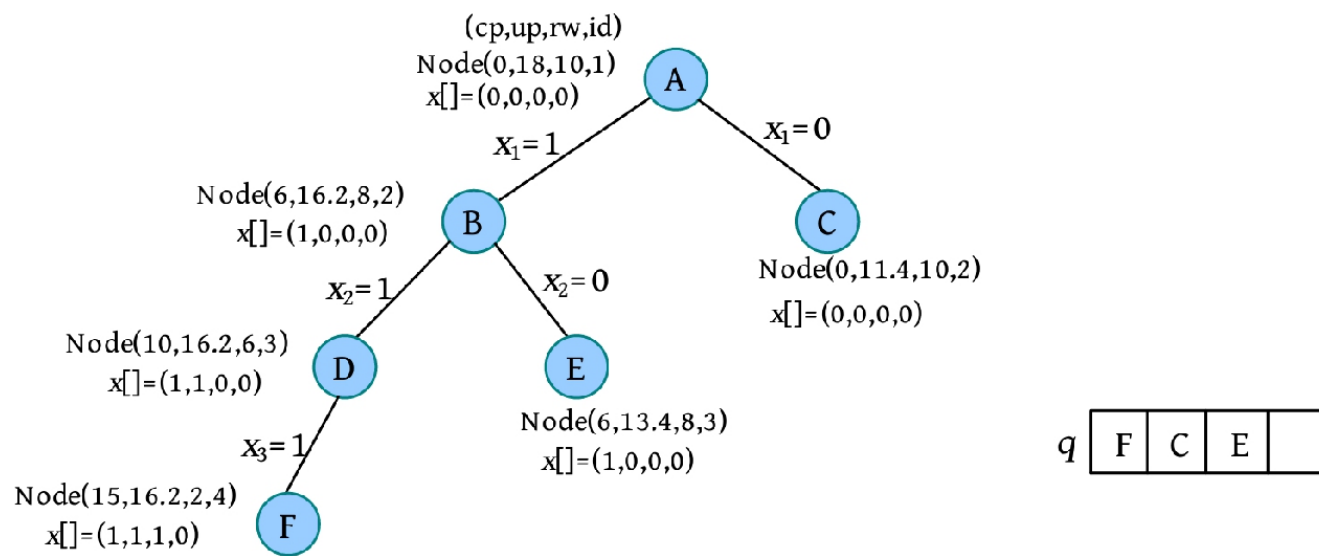 (cp,up,rw,id)
Node(0,18,10,1)
x[]=(0,0,0,0)
A
x₁=1
x₁=0
Node(6,16.2,8,2)
x[]=(1,0,0,0)
B
C
Node(0,11.4,10,2)
x[]=(0,0,0,0)
x₂=1
x₂=0
Node(10,16.2,6,3)
x[]=(1,1,0,0)
D
E
Node(6,13.4,8,3)
x[]=(1,0,0,0)
x₃=1
q F C E
Node(15,16.2,2,4)
x[]=(1,1,1,0)
F